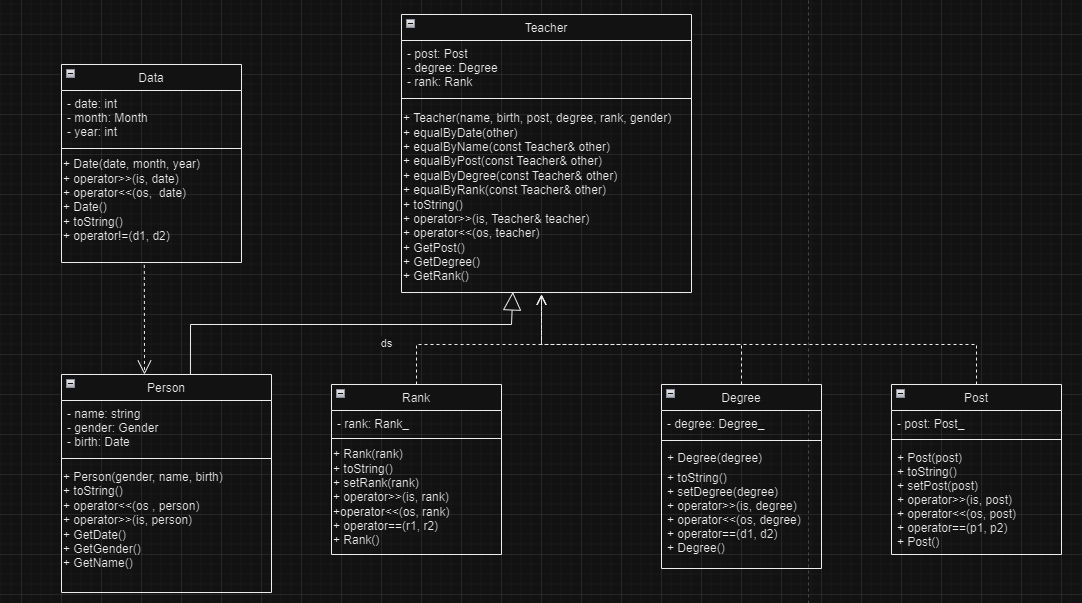 Teacher
- post: Post
- degree: Degree
- rank: Rank
+ Teacher(name, birth, post, degree, rank, gender)
+ equalByDate(other)
+ equalByName(const Teacher& other)
+ equalByPost(const Teacher& other)
+ equalByDegree(const Teacher& other)
+ equalByRank(const Teacher& other)
+ toString()
+ operator>>(is, Teacher& teacher)
+ operator<<(os, teacher)
+ GetPost()
+ GetDegree()
+ GetRank()
Data
- date: int
- month: Month
- year: int
+ Date(date, month, year)
+ operator>>(is, date)
+ operator<<(os,  date)
+ Date()
+ toString()
+ operator!=(d1, d2)
ds
Person
- name: string
- gender: Gender
- birth: Date
+ Person(gender, name, birth)
+ toString()
+ operator<<(os , person)
+ operator>>(is, person)
+ GetDate()
+ GetGender()
+ GetName()
Rank
- rank: Rank_
+ Rank(rank)
+ toString()
+ setRank(rank)
+ operator>>(is, rank)
+operator<<(os, rank)
+ operator==(r1, r2)
+ Rank()
Degree
- degree: Degree_
+ Degree(degree)
+ toString()
+ setDegree(degree)
+ operator>>(is, degree)
+ operator<<(os, degree)
+ operator==(d1, d2)
+ Degree()
Post
- post: Post_
+ Post(post)
+ toString()
+ setPost(post)
+ operator>>(is, post)
+ operator<<(os, post)
+ operator==(p1, p2)
+ Post()